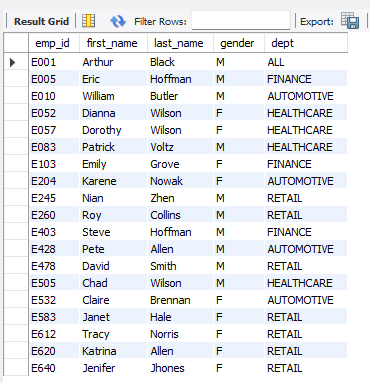 Result Grid Filter Rows: Export:
emp_id first_name last_name gender dept
E001 Arthur Black M ALL
E005 Eric Hoffman M FINANCE
E010 William Butler M AUTOMOTIVE
E052 Dianna Wilson F HEALTHCARE
E057 Dorothy Wilson F HEALTHCARE
E083 Patrick Voltz M HEALTHCARE
E103 Emily Grove F FINANCE
E204 Karene Nowak F AUTOMOTIVE
E245 Nian Zhen M RETAIL
E260 Roy Collins M RETAIL
E403 Steve Hoffman M FINANCE
E428 Pete Allen M AUTOMOTIVE
E478 David Smith M RETAIL
E505 Chad Wilson M HEALTHCARE
E532 Claire Brennan F AUTOMOTIVE
E583 Janet Hale F RETAIL
E612 Tracy Norris F RETAIL
E620 Katrina Allen F RETAIL
E640 Jenifer Jhones F RETAIL